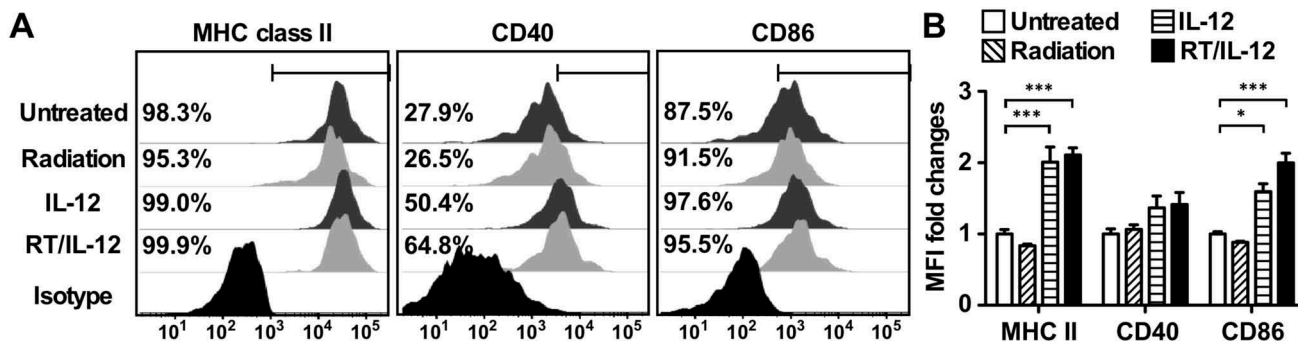 A
MHC class II
CD40
CD86
Untreated
98.3%
27.9%
87.5%
Radiation
95.3%
26.5%
91.5%
IL-12
99.0%
50.4%
97.6%
RT/IL-12
99.9%
64.8%
95.5%
Isotype
10¹ 10² 10³ 10⁴ 10⁵
10¹ 10² 10³ 10⁴ 10⁵
10¹ 10² 10³ 10⁴ 10⁵
B
Untreated
IL-12
Radiation
RT/IL-12
MFI fold changes
3
2
1
0
***
***
***
*
MHC II
CD40
CD86